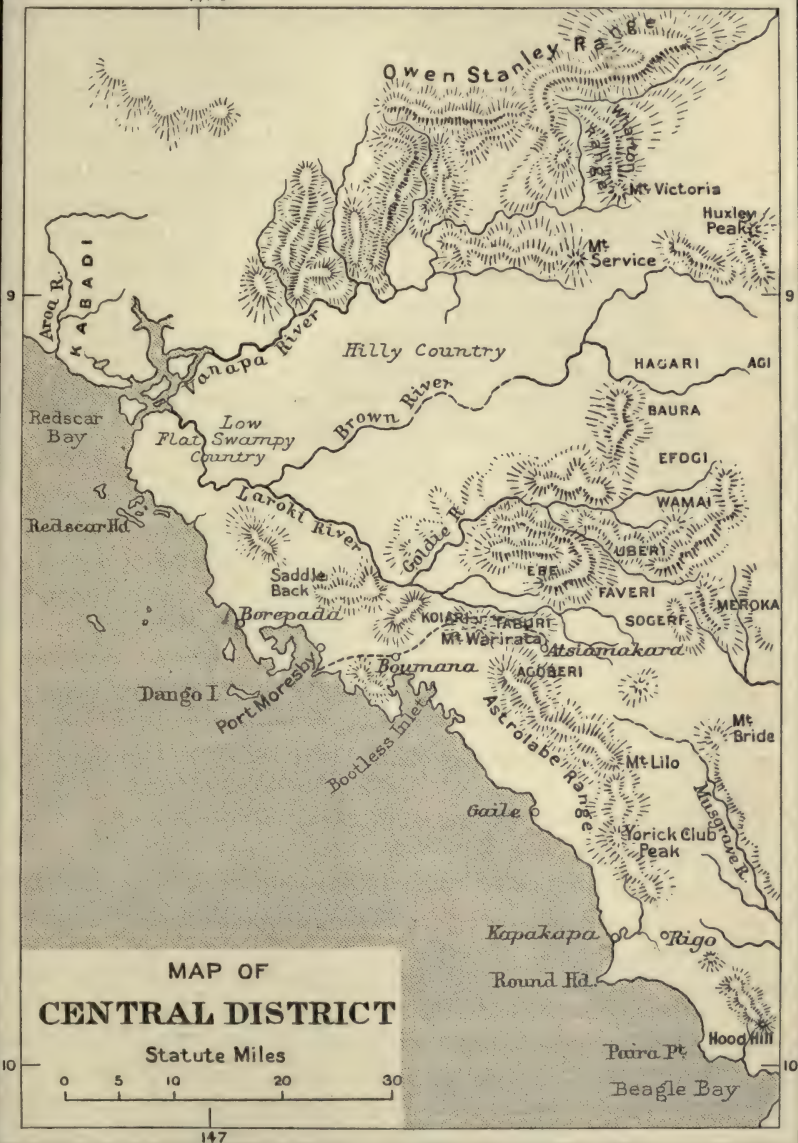 Owen Stanley Range
Wharton
Range
Mt Victoria
Huxley
Peak
Mt
Service
9
9
Aroa R.
KABADI
Vanapa River
Hilly Country
HAGARI
AGI
Redscar
Bay
Low
Flat Swampy
Country
Brown River
BAURA
EFOGI
WAMAI
Redscar Hd
Laroki River
Goldie R
UBERI
EBE
FAVERI
Saddle
Back
MEROKA
Borepada
KOIARI
TABURI
SOGERI
Mt Warirata
Atsiamakara
Dango I
Port Moresby
Boumana
AGOBERI
Bootless Inlet
Astrolabe Range
Mt
Bride
Mt Lilo
Musgrave R.
Gaile
Yorick Club
Peak
Kapakapa
Rigo
Round Hd.
Hood Hill
Paira Pt
Beagle Bay
10
10
MAP OF
CENTRAL DISTRICT
Statute Miles
0 5 10 20 30
147